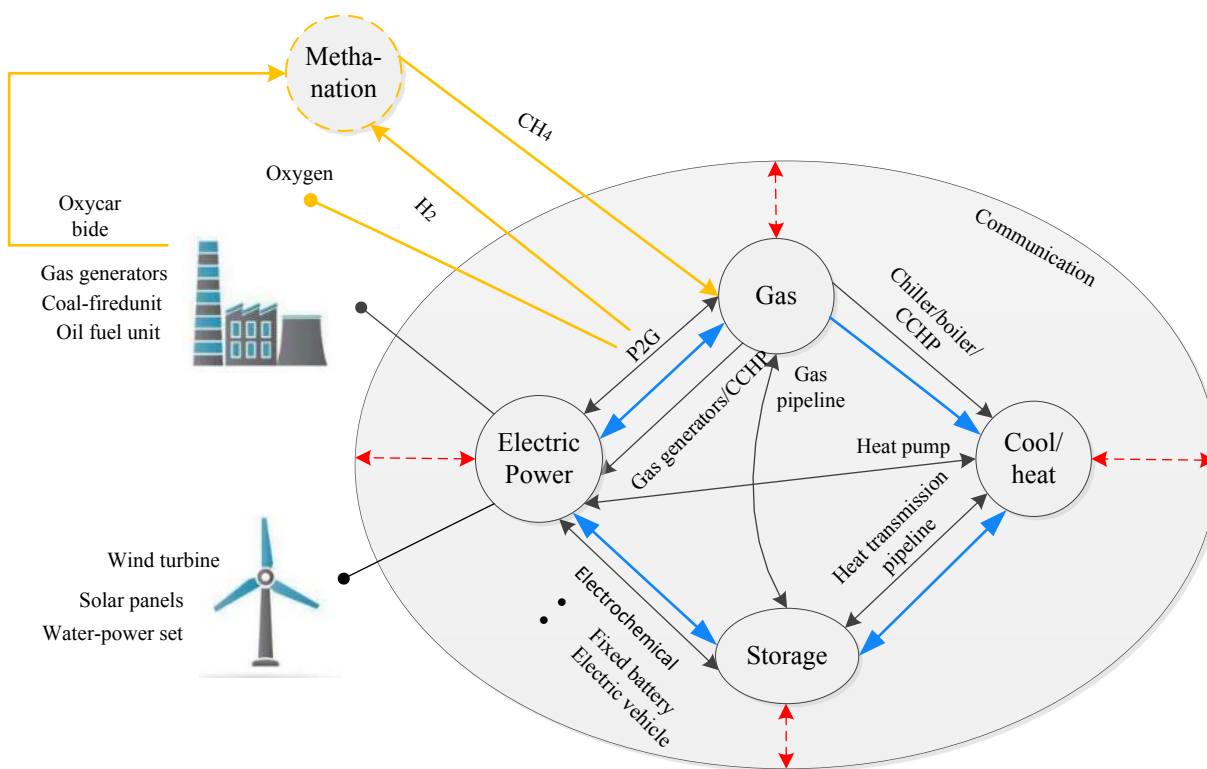 Metha-
nation
CH4
Oxygen
H2
Oxycar
bide
Communication
Gas generators
Coal-firedunit
Oil fuel unit
Gas
Chiller/boiler/
CCHP
P2G
Gas
pipeline
Gas generators/CCHP
Electric
Power
Heat pump
Cool/
heat
Heat transmission
pipeline
Wind turbine
Solar panels
Water-power set
Electrochemical
Fixed battery
Electric vehicle
Storage